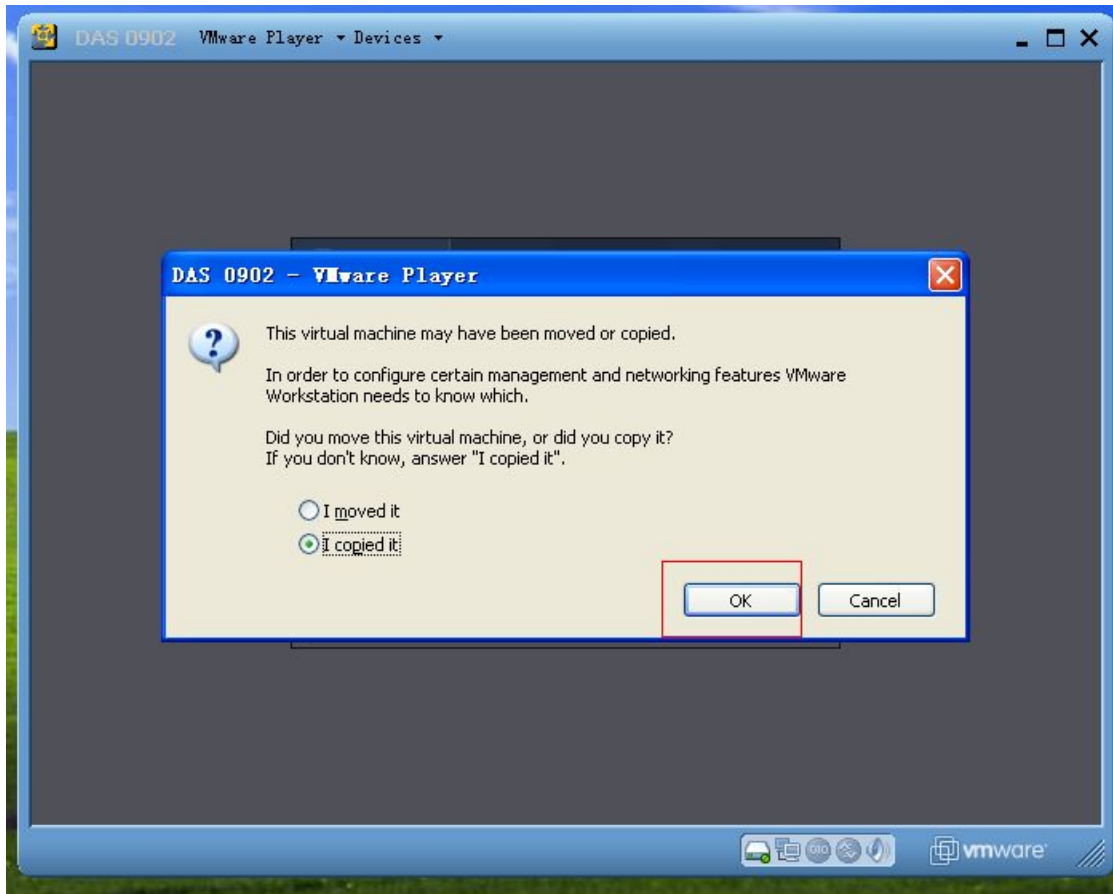 DAS 0902 VMware Player Devices
DAS 0902 - VMware Player
This virtual machine may have been moved or copied.
In order to configure certain management and networking features VMware
Workstation needs to know which.
Did you move this virtual machine, or did you copy it?
If you don't know, answer "I copied it".
I moved it
I copied it
OK Cancel
vmware